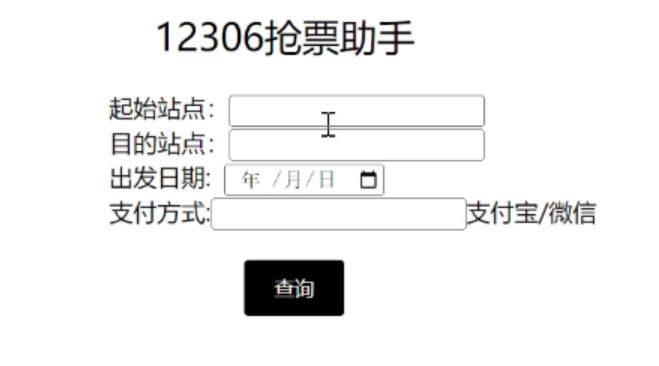 12306抢票助手
起始站点：
目的站点：
出发日期: 年 /月/日
支付方式:支付宝/微信
查询